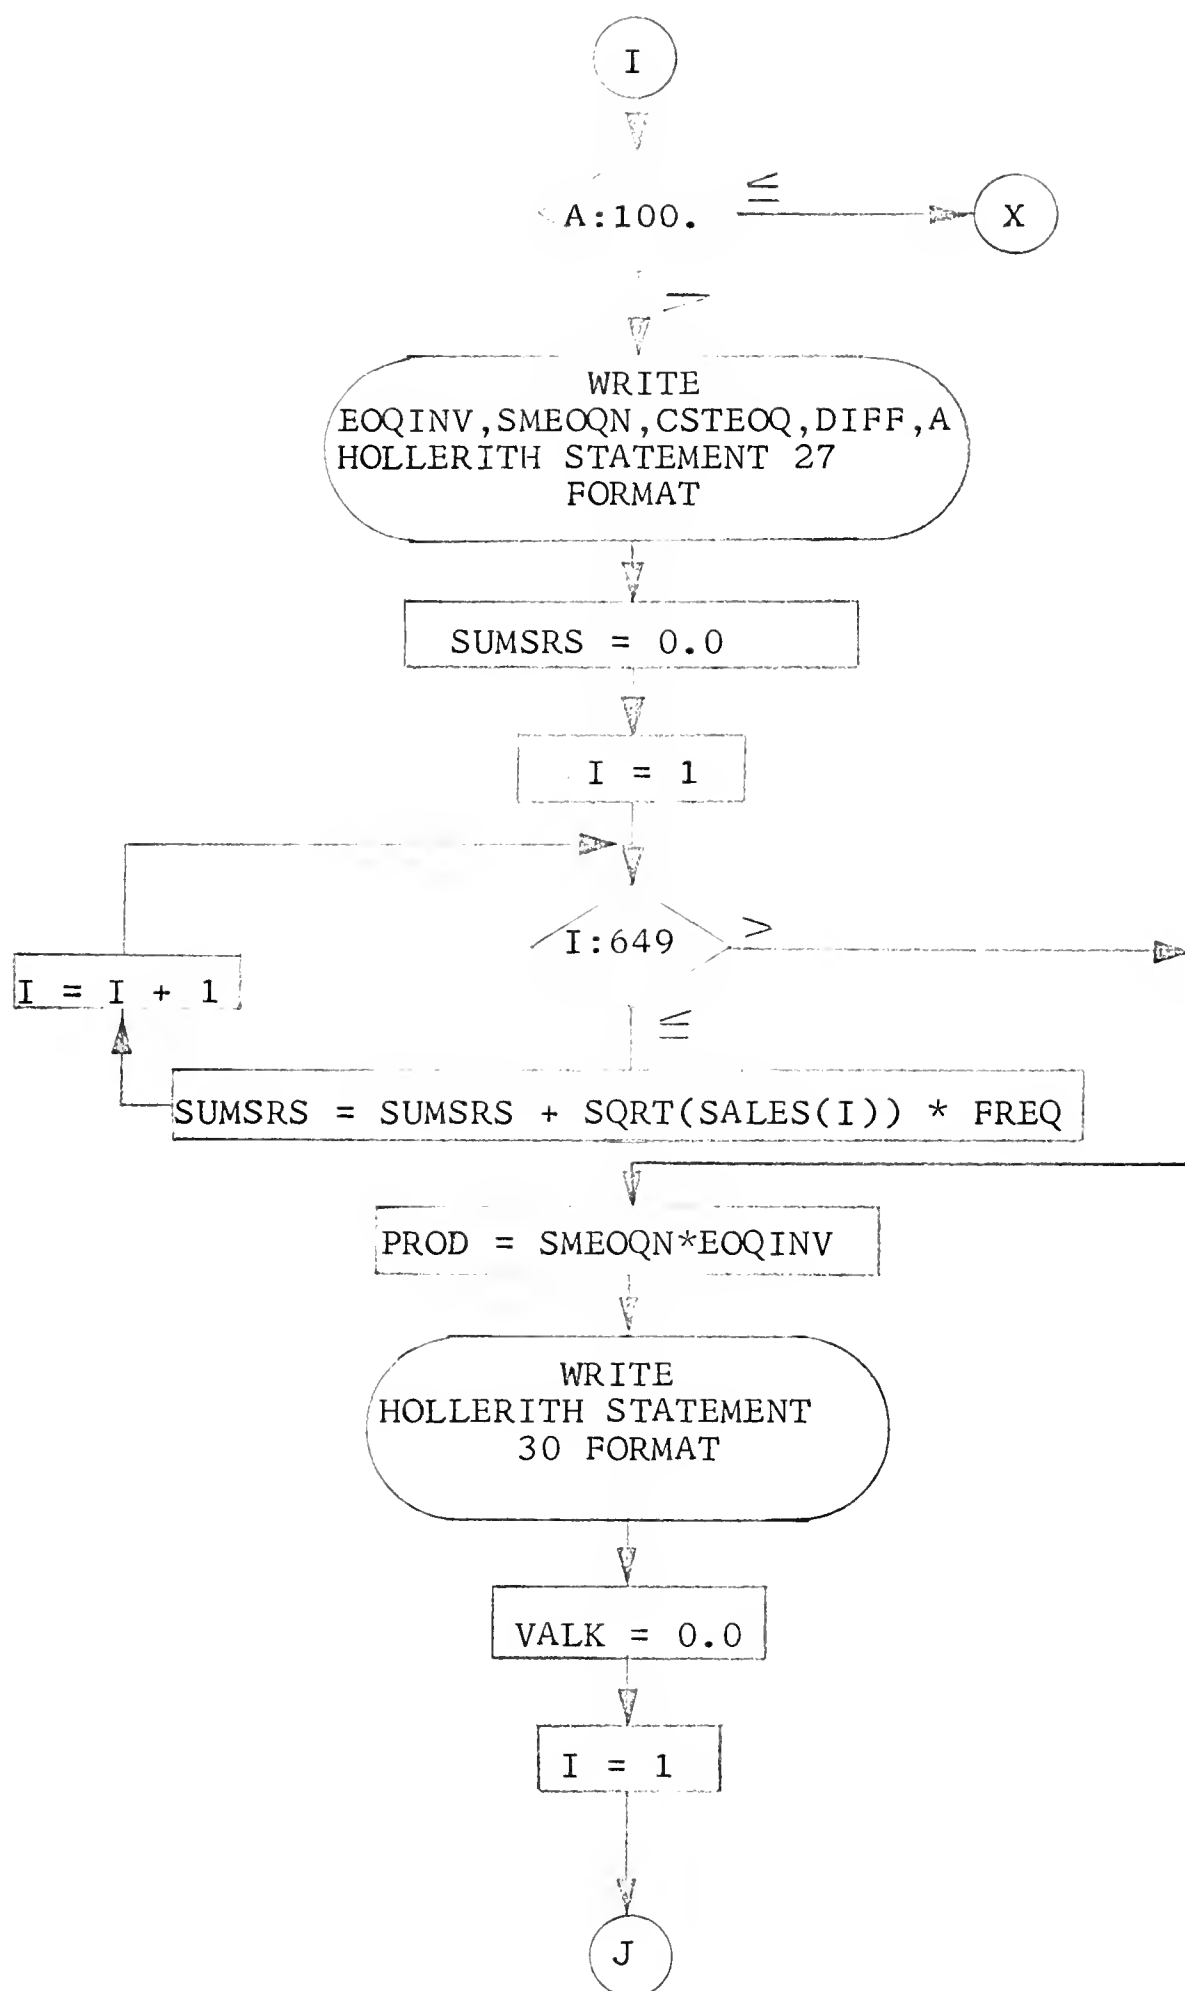 I
A:100.
≦
X
>
WRITE
EOQINV,SMEOQN,CSTEOQ,DIFF,A
HOLLERITH STATEMENT 27
FORMAT
SUMSRS = 0.0
I = 1
I:649
>
I = I + 1
≦
SUMSRS = SUMSRS + SQRT(SALES(I)) * FREQ
PROD = SMEOQN*EOQINV
WRITE
HOLLERITH STATEMENT
30 FORMAT
VALK = 0.0
I = 1
J